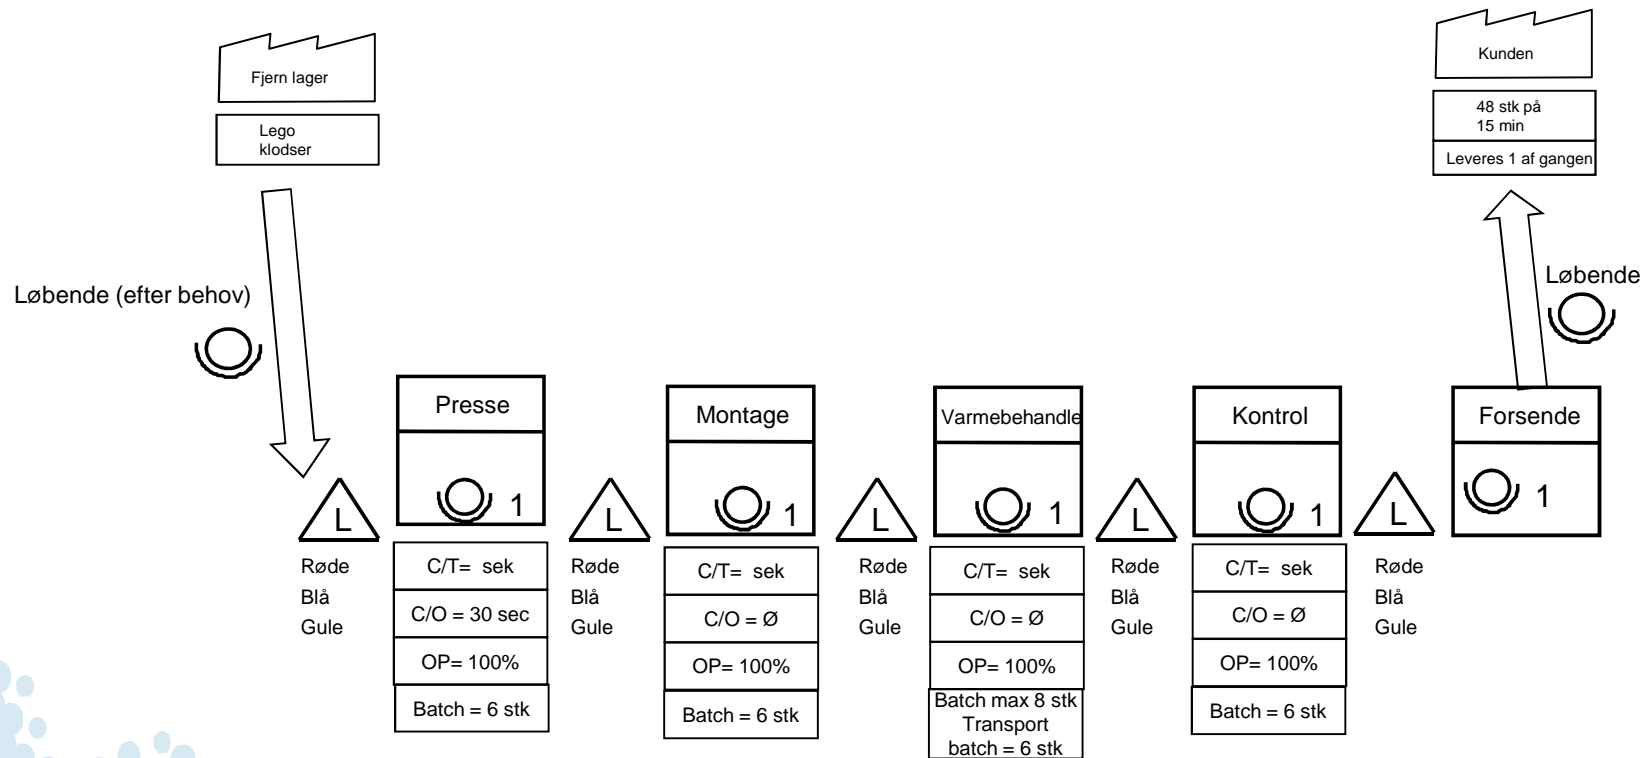 Fjern lager
Lego
klodser
Løbende (efter behov)
Kunden
48 stk på
15 min
Leveres 1 af gangen
Løbende
L
Røde
Blå
Gule
Presse
1
C/T= sek
C/O = 30 sec
OP= 100%
Batch = 6 stk
L
Røde
Blå
Gule
Montage
1
C/T= sek
C/O = Ø
OP= 100%
Batch = 6 stk
L
Røde
Blå
Gule
Varmebehandle
1
C/T= sek
C/O = Ø
OP= 100%
Batch max 8 stk
Transport
batch = 6 stk
L
Røde
Blå
Gule
Kontrol
1
C/T= sek
C/O = Ø
OP= 100%
Batch = 6 stk
L
Røde
Blå
Gule
Forsende
1